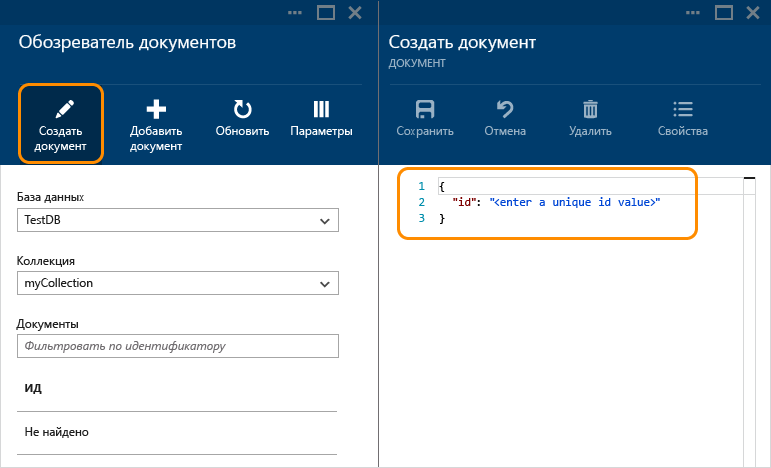 Обозреватель документов
Создать
документ
Добавить
документ
Обновить
Параметры
База данных
TestDB
Коллекция
myCollection
Документы
Фильтровать по идентификатору
ИД
Не найдено
Создать документ
ДОКУМЕНТ
Сохранить
Отмена
Удалить
Свойства
1 {
2 "id": "<enter a unique id value>"
3 }